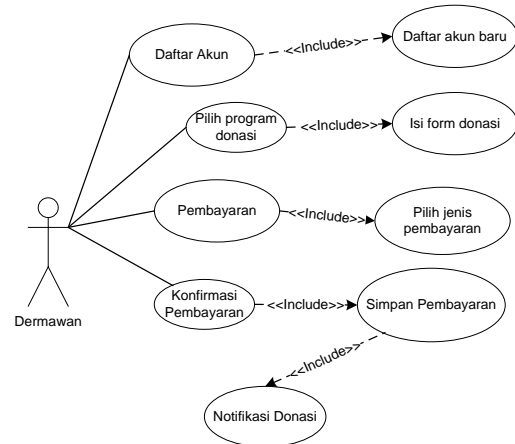 Daftar Akun
<<Include>>
Daftar akun baru
Pilih program
donasi
<<Include>>
Isi form donasi
Pembayaran
<<Include>>
Pilih jenis
pembayaran
Konfirmasi
Pembayaran
<<Include>>
Simpan Pembayaran
Dermawan
<<Include>>
Notifikasi Donasi